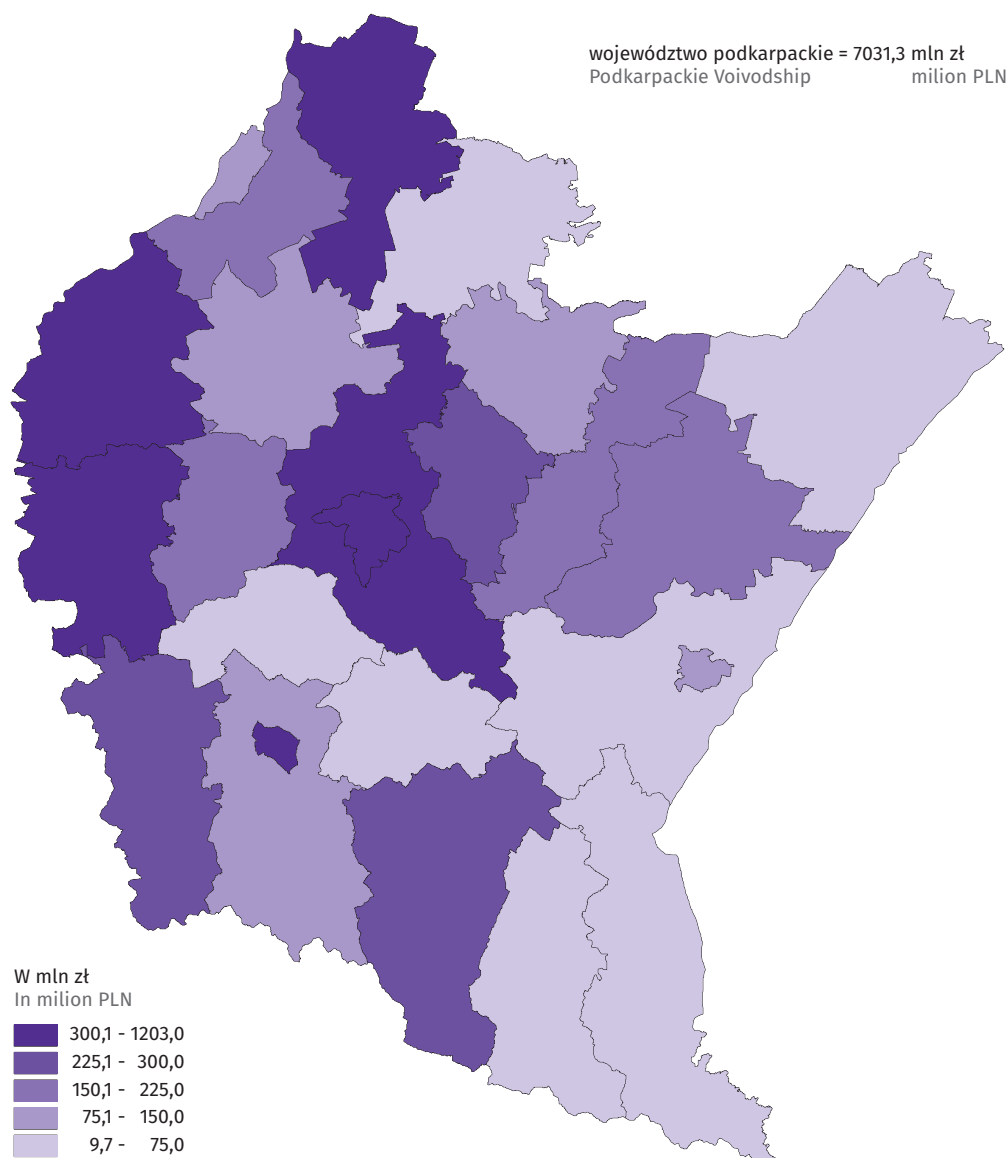 województwo podkarpackie = 7031,3 mln zł
Podkarpackie Voivodship milion PLN
W mln zł
In milion PLN
300,1 - 1203,0
225,1 - 300,0
150,1 - 225,0
75,1 - 150,0
9,7 - 75,0